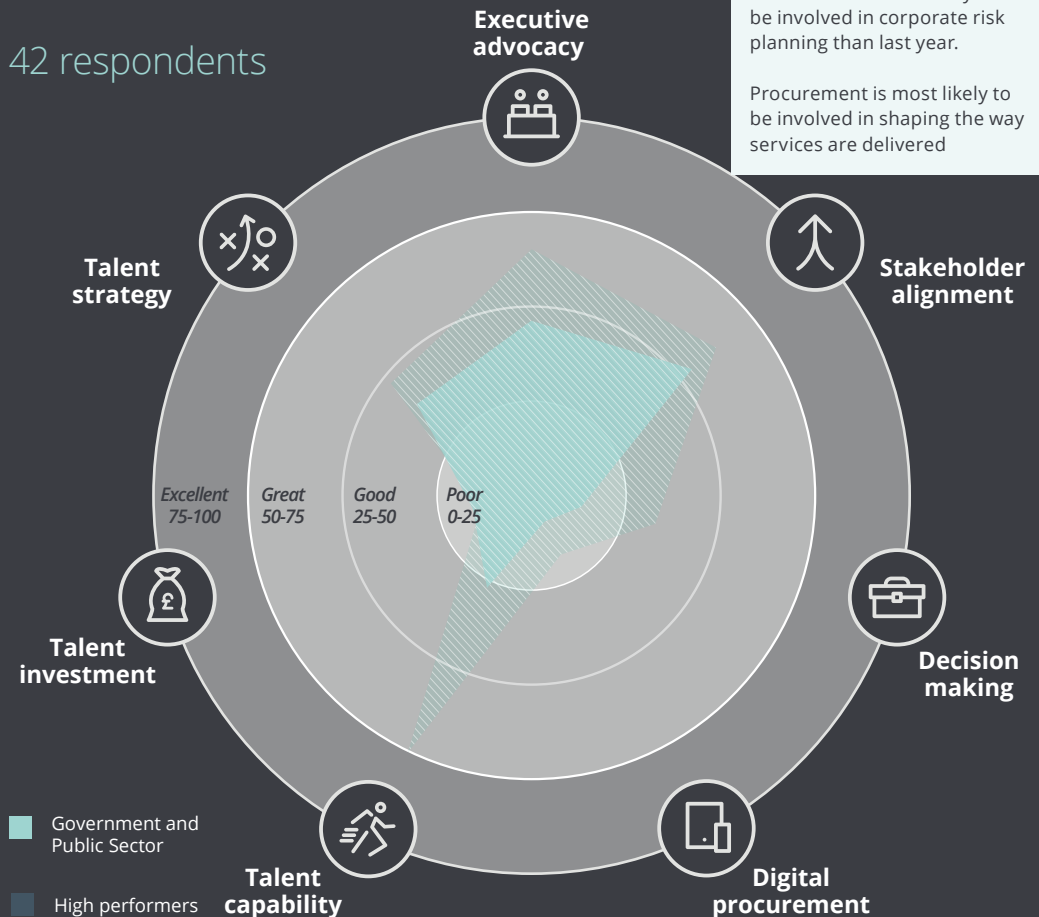 42 respondents
be involved in corporate risk
planning than last year.
Procurement is most likely to
be involved in shaping the way
services are delivered
Executive
advocacy
Talent
strategy
Stakeholder
alignment
Excellent
75-100
Great
50-75
Good
25-50
Poor
0-25
£
Talent
investment
Decision
making
Government and
Public Sector
High performers
Talent
capability
Digital
procurement